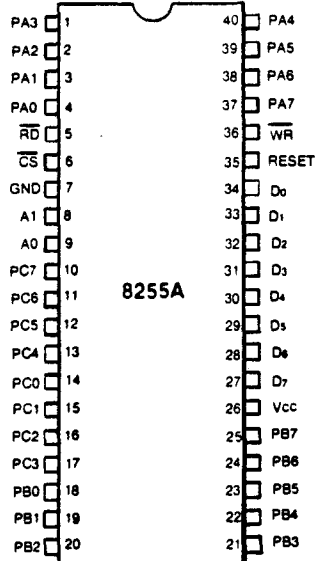 PA3 1 40 PA4
PA2 2 39 PA5
PA1 3 38 PA6
PA0 4 37 PA7
R̅D̅ 5 36 W̅R̅
C̅S̅ 6 35 RESET
GND 7 34 D₀
A1 8 33 D₁
A0 9 32 D₂
PC7 10 31 D₃
8255A
PC6 11 30 D₄
PC5 12 29 D₅
PC4 13 28 D₆
PC0 14 27 D₇
PC1 15 26 Vcc
PC2 16 25 PB7
PC3 17 24 PB6
PB0 18 23 PB5
PB1 19 22 PB4
PB2 20 21 PB3